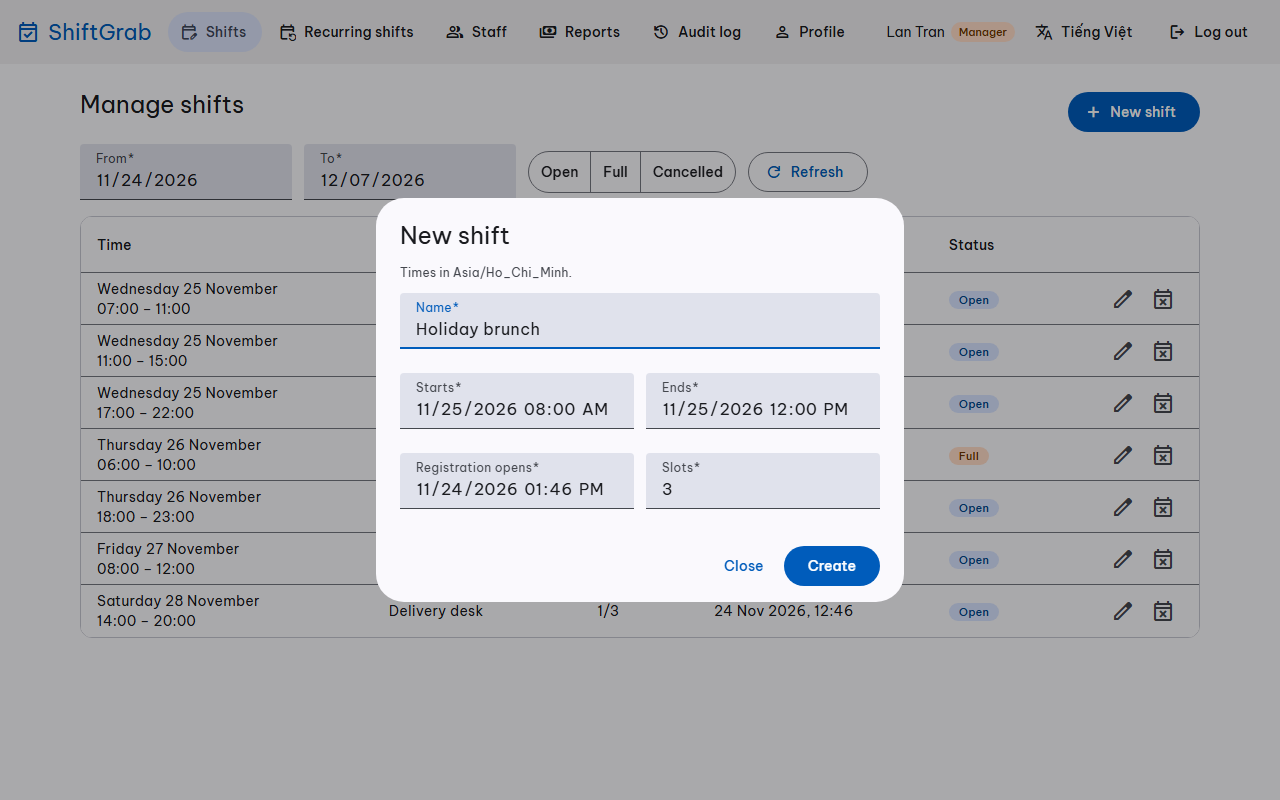 ShiftGrab
Shifts
Recurring shifts
Staff
Reports
Audit log
Profile
Lan Tran
Manager
Tiếng Việt
Log out
Manage shifts
New shift
From*
11/24/2026
To*
12/07/2026
Open
Full
Cancelled
Refresh
Time
Status
Wednesday 25 November
07:00 – 11:00
Open
Wednesday 25 November
11:00 – 15:00
Open
Wednesday 25 November
17:00 – 22:00
Open
Thursday 26 November
06:00 – 10:00
Full
Thursday 26 November
18:00 – 23:00
Open
Friday 27 November
08:00 – 12:00
Open
Saturday 28 November
14:00 – 20:00
Delivery desk
1/3
24 Nov 2026, 12:46
Open
New shift
Times in Asia/Ho_Chi_Minh.
Name*
Holiday brunch
Starts*
11/25/2026 08:00 AM
Ends*
11/25/2026 12:00 PM
Registration opens*
11/24/2026 01:46 PM
Slots*
3
Close
Create